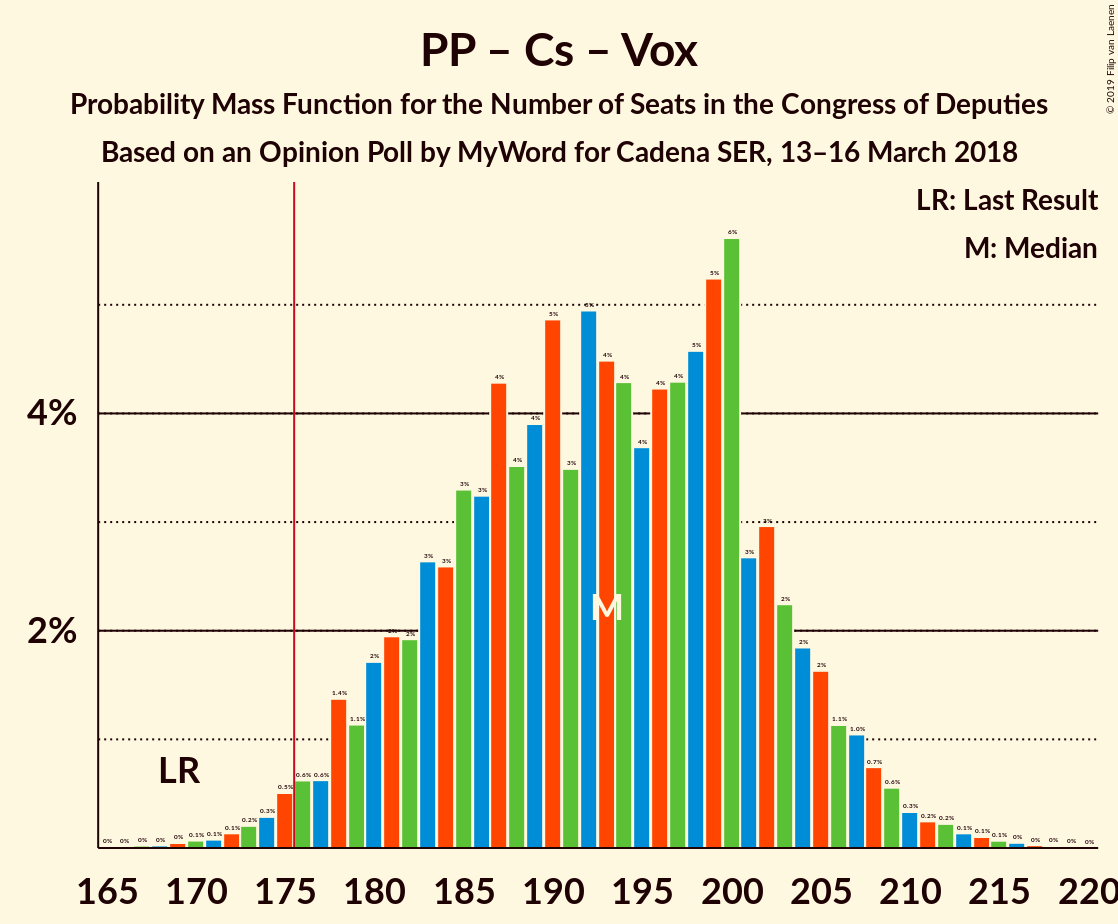 PP – Cs – Vox
Probability Mass Function for the Number of Seats in the Congress of Deputies
Based on an Opinion Poll by MyWord for Cadena SER, 13–16 March 2018
© 2019 Filip van Laenen
LR: Last Result
M: Median
4%
2%
LR
M
0% 0% 0% 0% 0% 0.1% 0.1% 0.1% 0.2% 0.3% 0.5% 0.6% 0.6% 1.4% 1.1% 2% 2% 2% 3% 3% 3% 3% 4% 4% 4% 5% 3% 5% 4% 4% 4% 4% 4% 5% 5% 6% 3% 3% 2% 2% 2% 1.1% 1.0% 0.7% 0.6% 0.3% 0.2% 0.2% 0.1% 0.1% 0.1% 0% 0% 0% 0% 0%
165 170 175 180 185 190 195 200 205 210 215 220